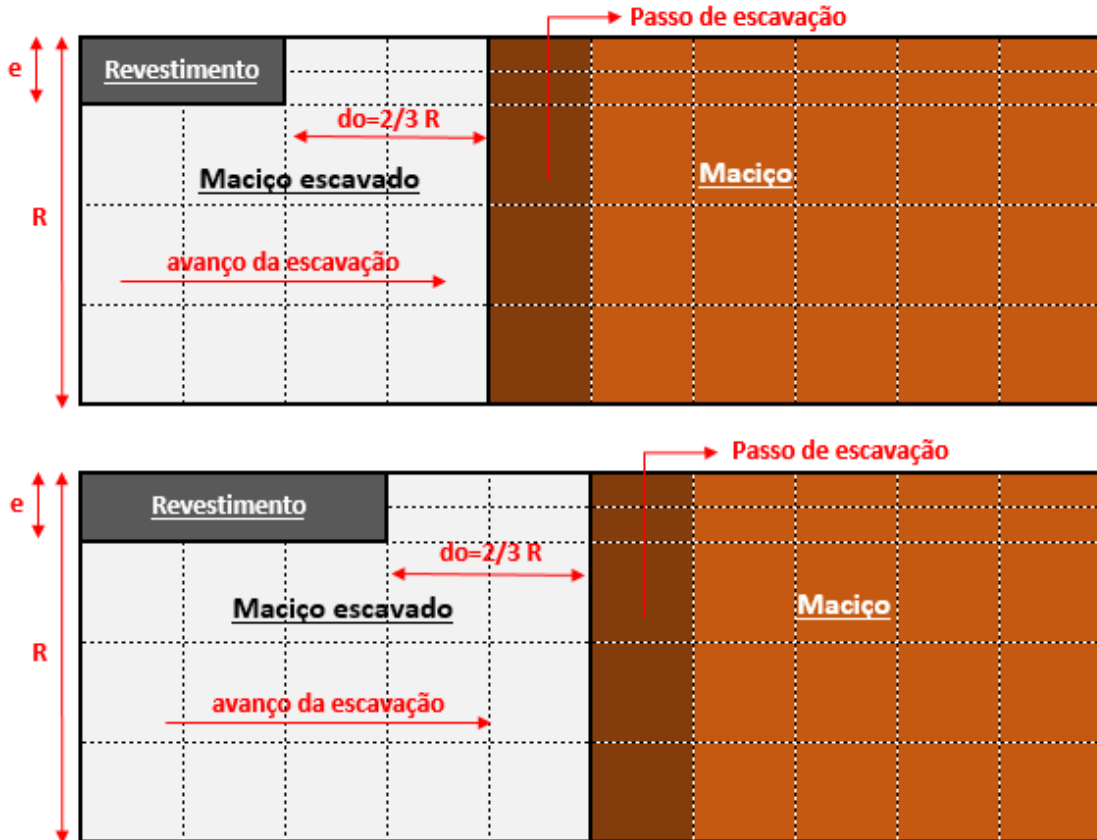 Passo de escavação
e
Revestimento
do=2/3 R
Maciço escavado
Maciço
R
avanço da escavação
Passo de escavação
e
Revestimento
do=2/3 R
Maciço escavado
Maciço
R
avanço da escavação